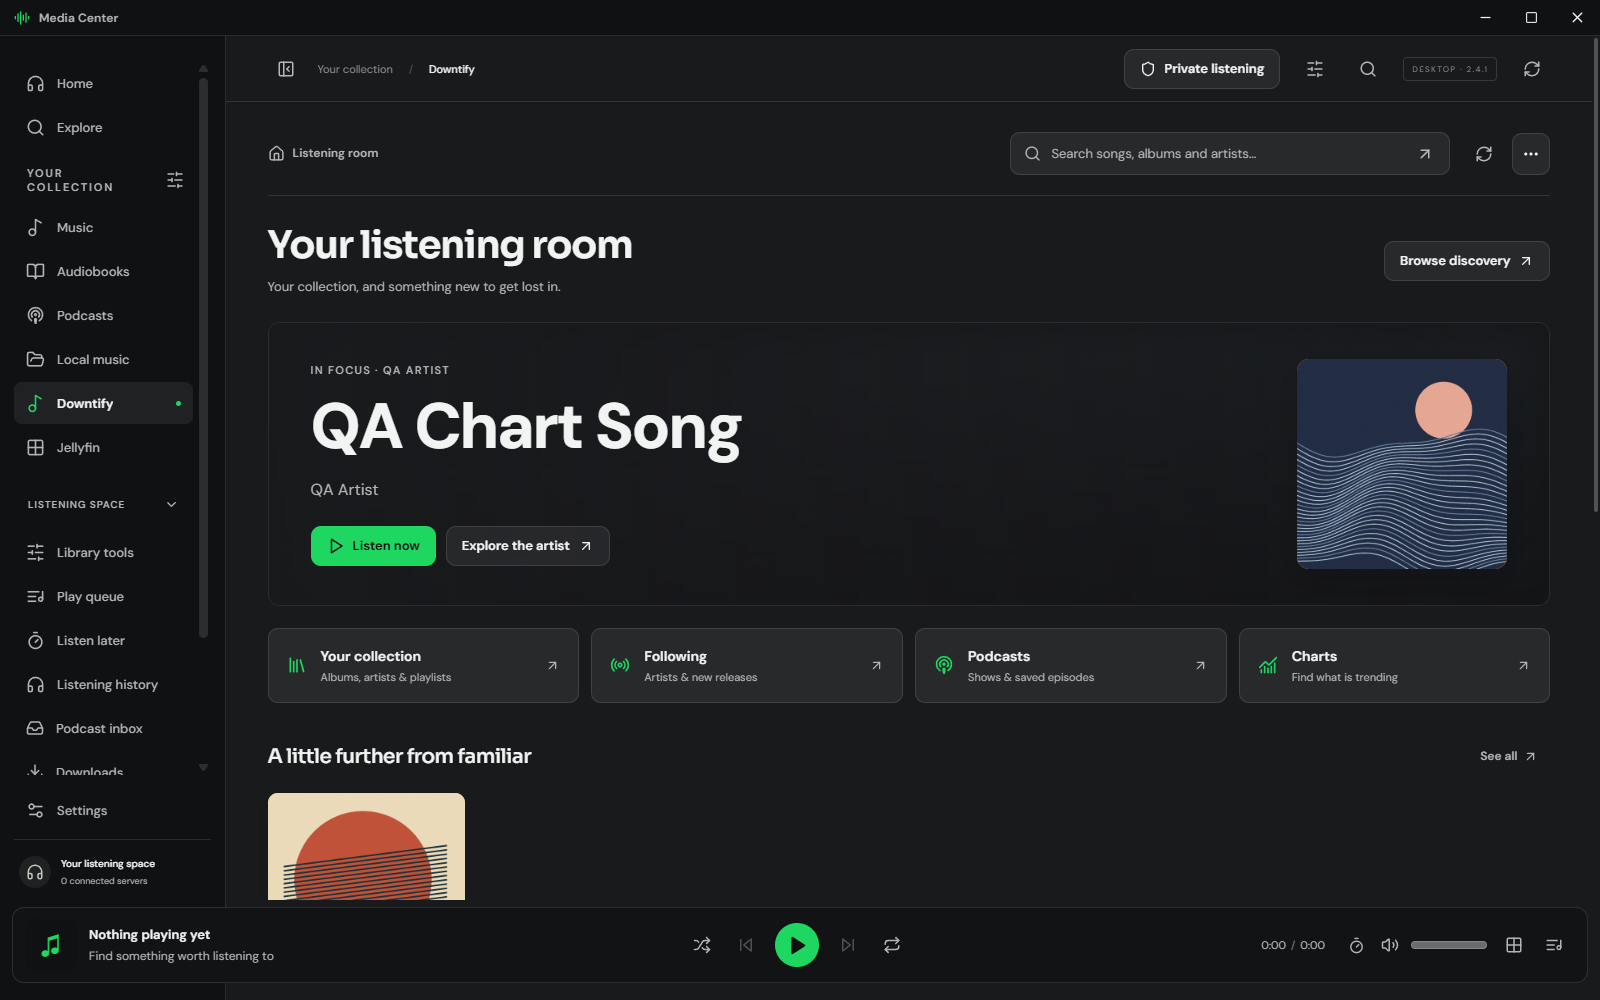 Media Center
Home
Explore
YOUR
COLLECTION
Music
Audiobooks
Podcasts
Local music
Downtify
Jellyfin
LISTENING SPACE
Library tools
Play queue
Listen later
Listening history
Podcast inbox
Downloads
Settings
Your listening space
0 connected servers
Your collection / Downtify
Private listening
DESKTOP · 2.4.1
Listening room
Search songs, albums and artists...
Your listening room
Your collection, and something new to get lost in.
Browse discovery
IN FOCUS · QA ARTIST
QA Chart Song
QA Artist
Listen now
Explore the artist
Your collection
Albums, artists & playlists
Following
Artists & new releases
Podcasts
Shows & saved episodes
Charts
Find what is trending
A little further from familiar
See all
Nothing playing yet
Find something worth listening to
0:00 / 0:00